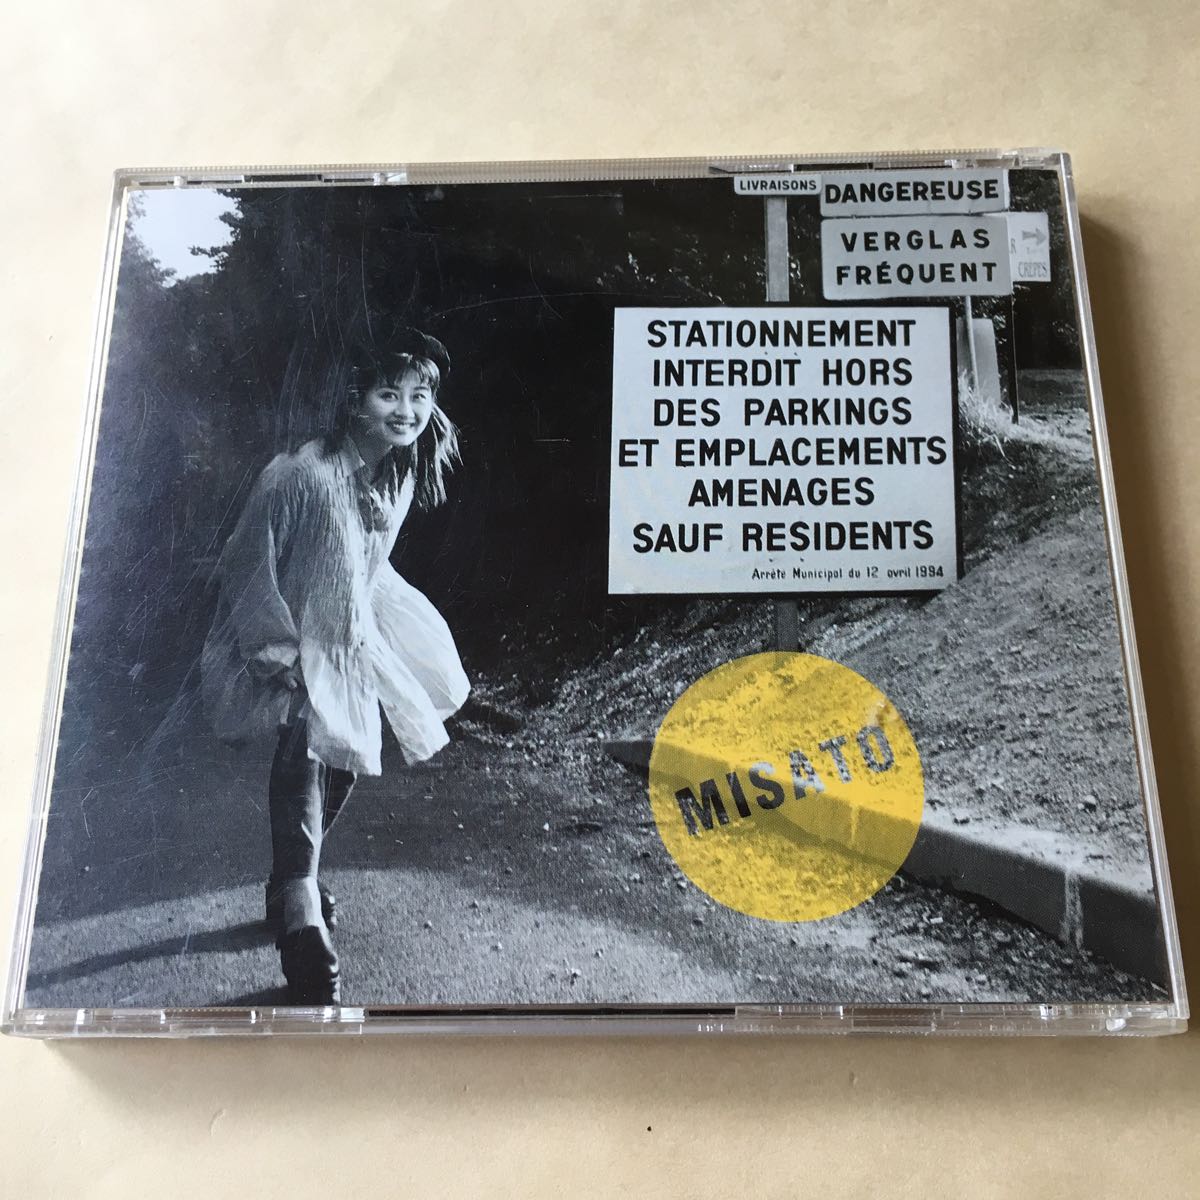 LIVRAISONS
DANGEREUSE
VERGLAS
FRÉQUENT
R
CREPES
STATIONNEMENT
INTERDIT HORS
DES PARKINGS
ET EMPLACEMENTS
AMENAGES
SAUF RESIDENTS
Arrêté Municipal du 12 avril 1994
MISATO